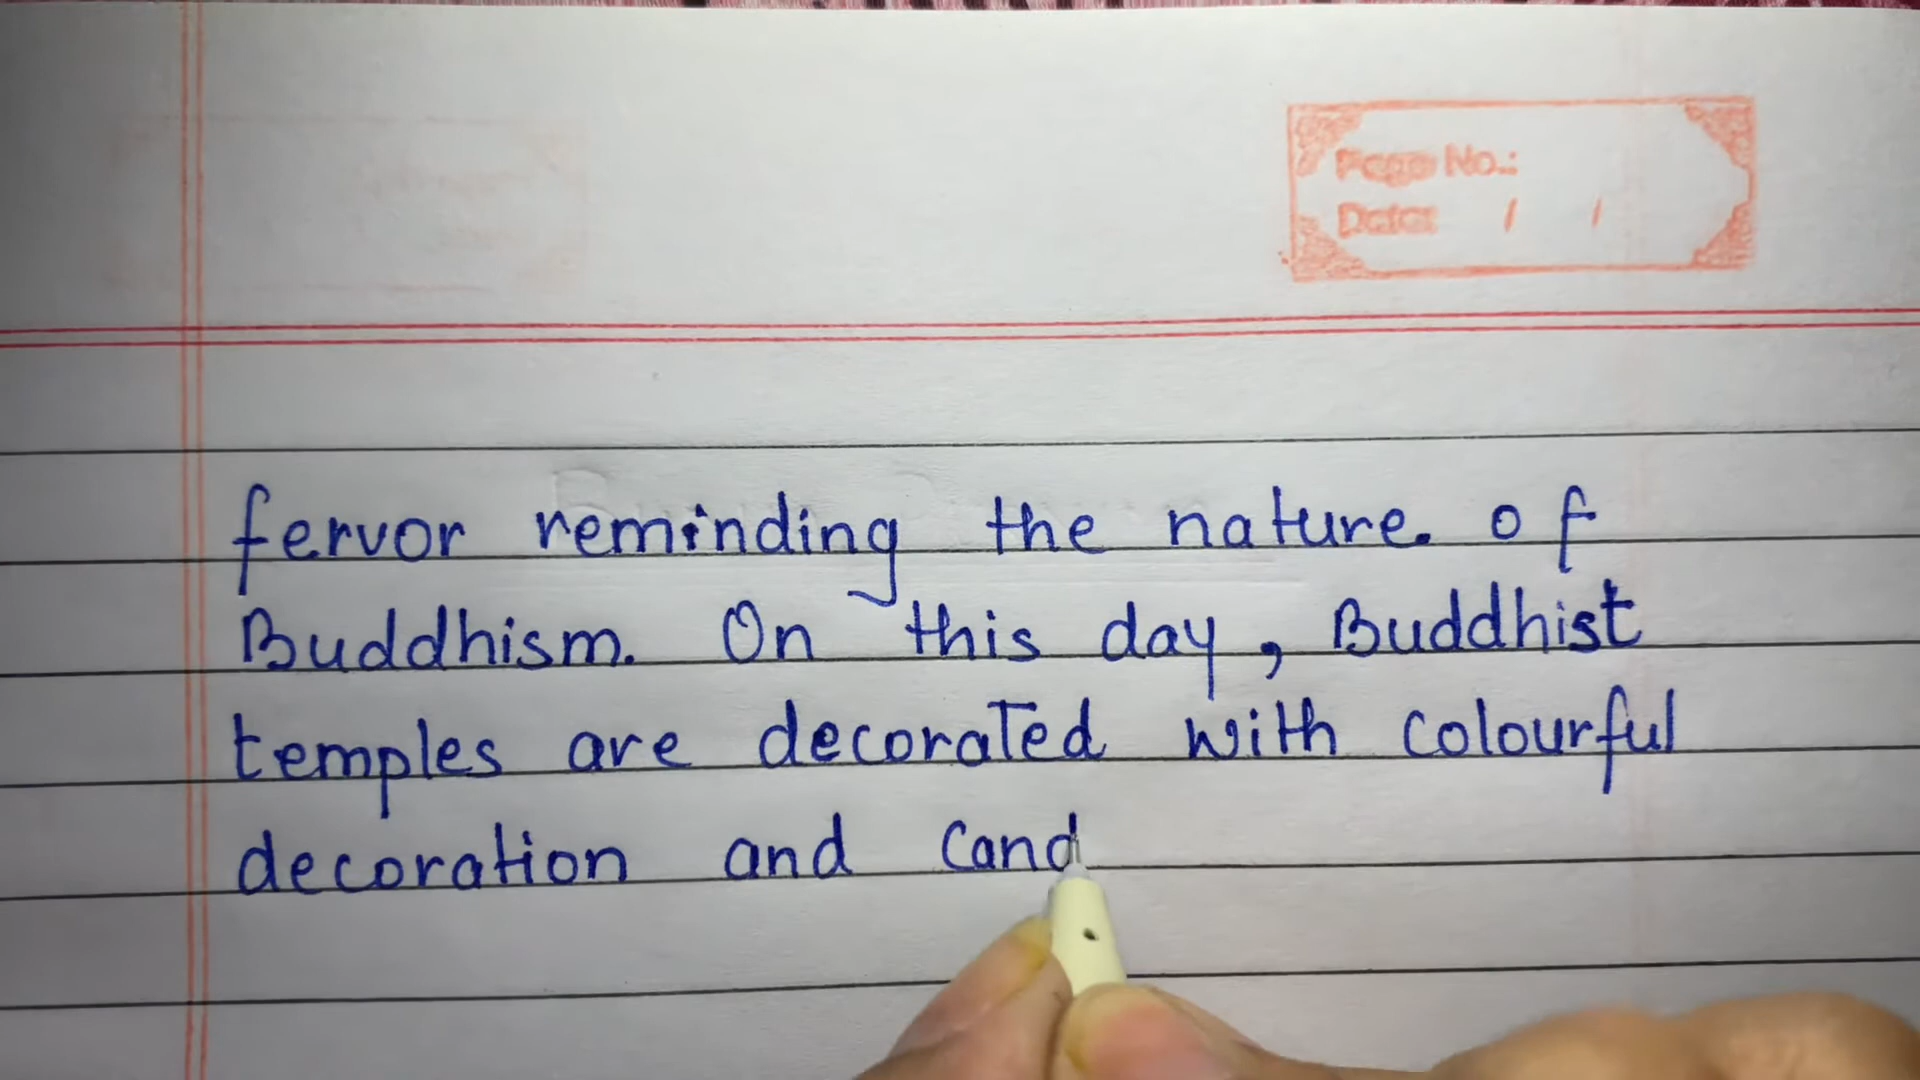 Page No.:
Date: / /
fervor reminding the nature of
Buddhism. On this day, Buddhist
temples are decorated with colourful
decoration and cand